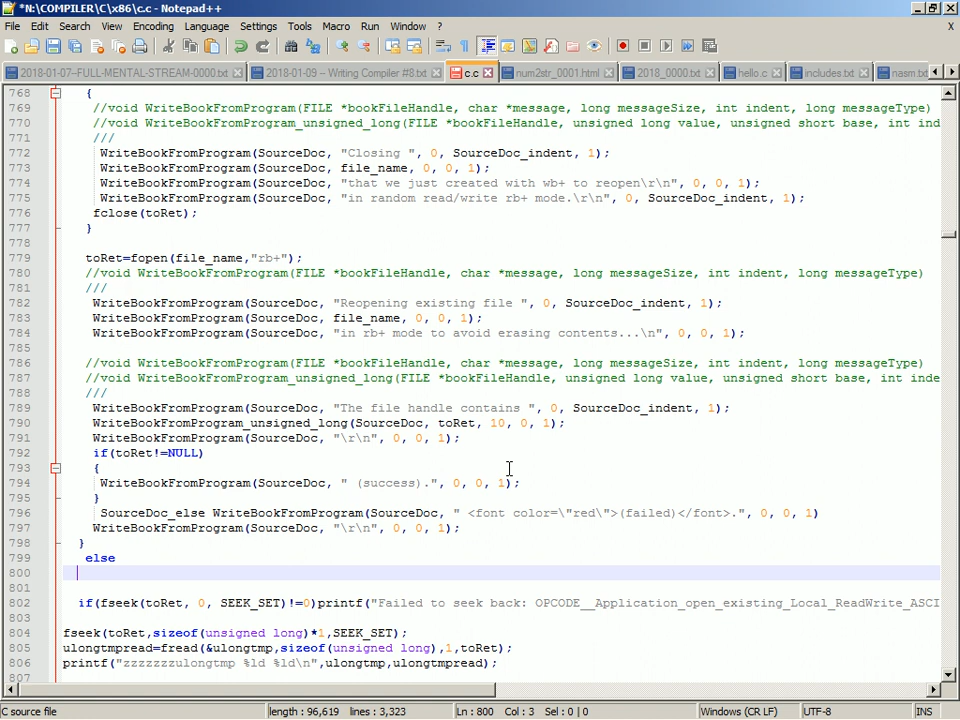 *N:\COMPILER\C\x86\c.c - Notepad++
File Edit Search View Encoding Language Settings Tools Macro Run Window ? X
2018-01-07-FULL-MENTAL-STREAM-0000.txt 2018-01-09 -- Writing Compiler #8.txt c.c num2str_0001.html 2018_0000.txt hello.c includes.txt nasm.
768 {
769 //void WriteBookFromProgram(FILE *bookFileHandle, char *message, long messageSize, int indent, long messageType)
770 //void WriteBookFromProgram_unsigned_long(FILE *bookFileHandle, unsigned long value, unsigned short base, int ind
771 ///
772 WriteBookFromProgram(SourceDoc, "Closing ", 0, SourceDoc_indent, 1);
773 WriteBookFromProgram(SourceDoc, file_name, 0, 0, 1);
774 WriteBookFromProgram(SourceDoc, "that we just created with wb+ to reopen\r\n", 0, 0, 1);
775 WriteBookFromProgram(SourceDoc, "in random read/write rb+ mode.\r\n", 0, SourceDoc_indent, 1);
776 fclose(toRet);
777 }
778
779 toRet=fopen(file_name,"rb+");
780 //void WriteBookFromProgram(FILE *bookFileHandle, char *message, long messageSize, int indent, long messageType)
781 ///
782 WriteBookFromProgram(SourceDoc, "Reopening existing file ", 0, SourceDoc_indent, 1);
783 WriteBookFromProgram(SourceDoc, file_name, 0, 0, 1);
784 WriteBookFromProgram(SourceDoc, "in rb+ mode to avoid erasing contents...\n", 0, 0, 1);
785
786 //void WriteBookFromProgram(FILE *bookFileHandle, char *message, long messageSize, int indent, long messageType)
787 //void WriteBookFromProgram_unsigned_long(FILE *bookFileHandle, unsigned long value, unsigned short base, int inde
788 ///
789 WriteBookFromProgram(SourceDoc, "The file handle contains ", 0, SourceDoc_indent, 1);
790 WriteBookFromProgram_unsigned_long(SourceDoc, toRet, 10, 0, 1);
791 WriteBookFromProgram(SourceDoc, "\r\n", 0, 0, 1);
792 if(toRet!=NULL)
793 {
794 WriteBookFromProgram(SourceDoc, " (success).", 0, 0, 1);
795 }
796 SourceDoc_else WriteBookFromProgram(SourceDoc, " <font color=\"red\">(failed)</font>.", 0, 0, 1)
797 WriteBookFromProgram(SourceDoc, "\r\n", 0, 0, 1);
798 }
799 else
800
801
802 if(fseek(toRet, 0, SEEK_SET)!=0)printf("Failed to seek back: OPCODE__Application_open_existing_Local_ReadWrite_ASCI
803
804 fseek(toRet,sizeof(unsigned long)*1,SEEK_SET);
805 ulongtmpread=fread(&ulongtmp,sizeof(unsigned long),1,toRet);
806 printf("zzzzzzzulongtmp %ld %ld\n",ulongtmp,ulongtmpread);
807
C source file length : 96,619 lines : 3,323 Ln : 800 Col : 3 Sel : 0 | 0 Windows (CR LF) UTF-8 INS